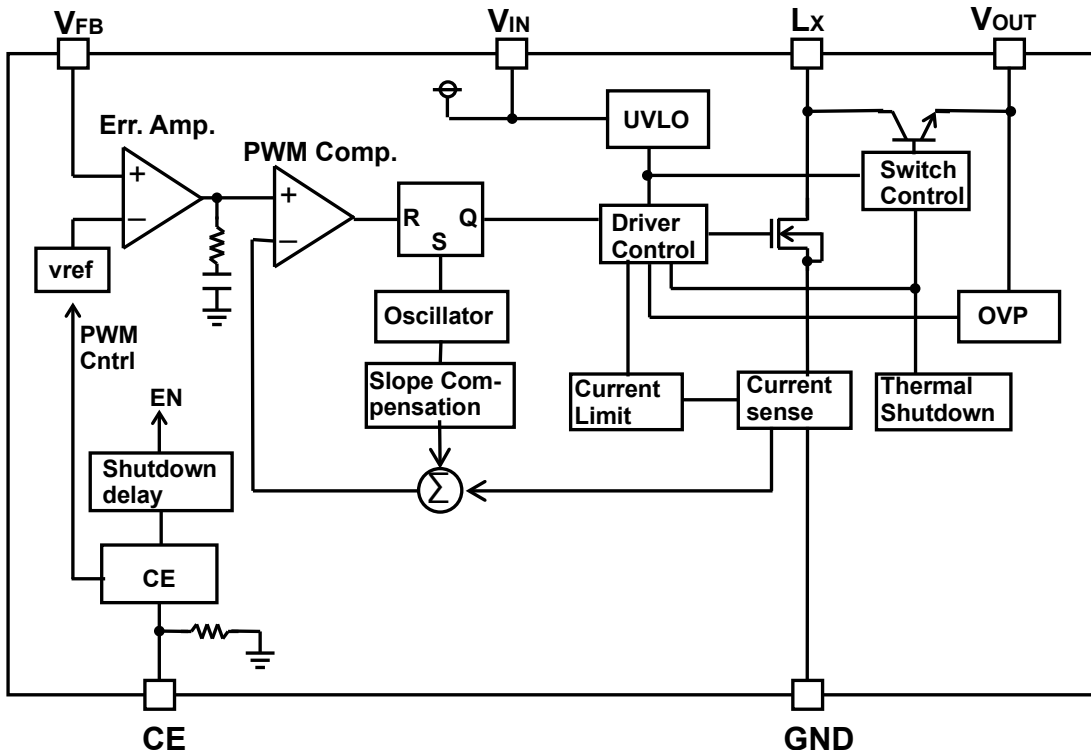 VFB
VIN
LX
VOUT
UVLO
Err. Amp.
PWM Comp.
Switch
Control
+
−
+
−
R
Q
S
Driver
Control
vref
Oscillator
OVP
PWM
Cntrl
Slope Com-
pensation
Current
Limit
Current
sense
Thermal
Shutdown
EN
Shutdown
delay
Σ
CE
CE
GND